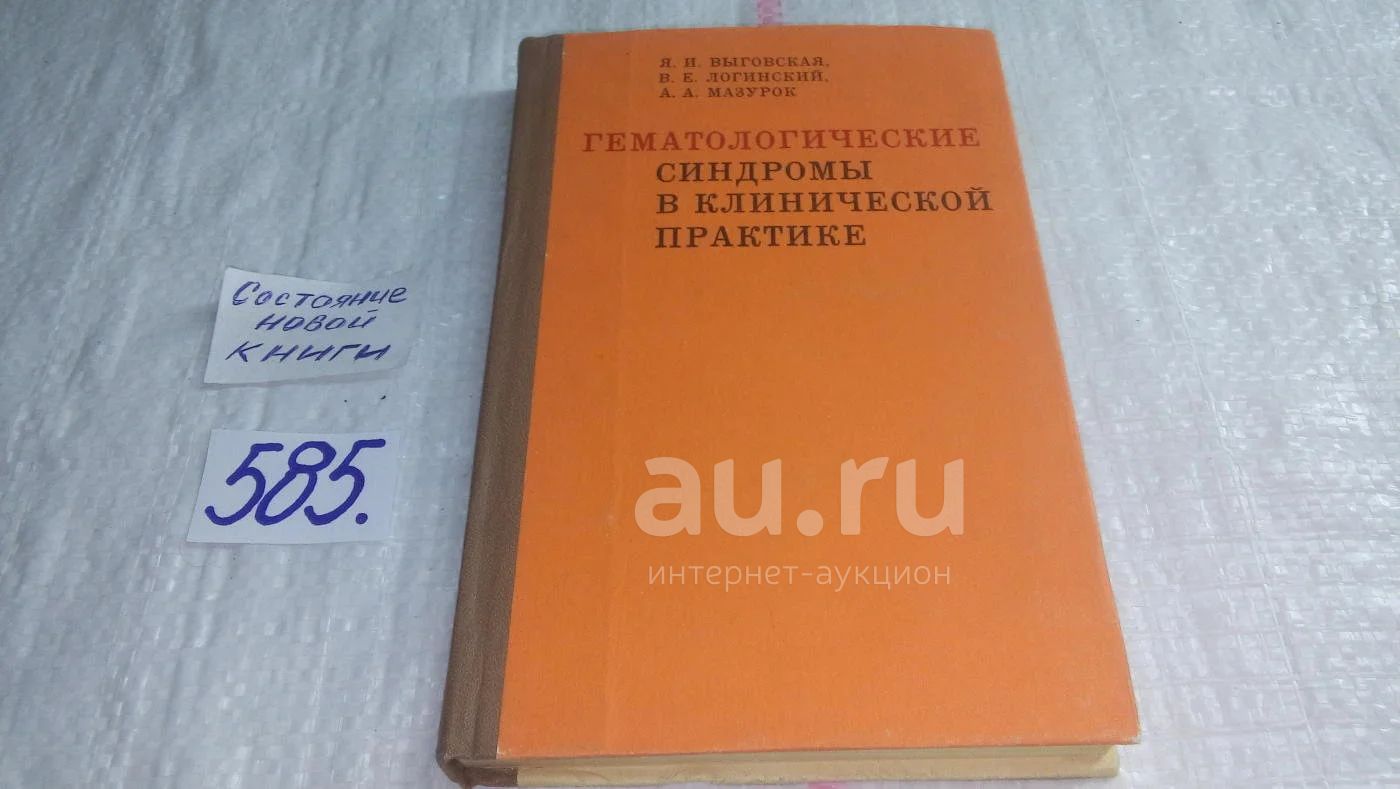 Я. И. ВЫГОВСКАЯ,
В. Е. ЛОГИНСКИЙ,
А. А. МАЗУРОК
ГЕМАТОЛОГИЧЕСКИЕ
СИНДРОМЫ
В КЛИНИЧЕСКОЙ
ПРАКТИКЕ
Состояние
новой
книги
585.
au.ru
интернет-аукцион